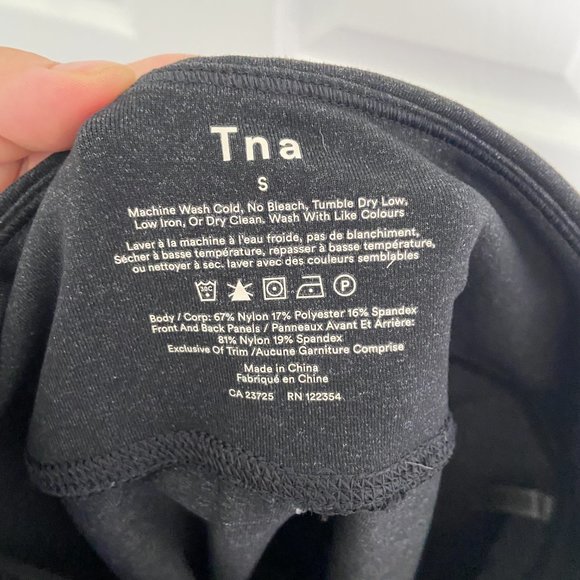 Tna
S
Machine Wash Cold, No Bleach, Tumble Dry Low,
Low Iron, Or Dry Clean. Wash With Like Colours
Laver à la machine à l'eau froide, pas de blanchiment,
Sécher à basse température, repasser à basse température,
ou nettoyer à sec. laver avec des couleurs semblables
30C
P
Body / Corp: 67% Nylon 17% Polyester 16% Spandex
Front And Back Panels / Panneaux Avant Et Arrière:
81% Nylon 19% Spandex
Exclusive Of Trim /Aucune Garniture Comprise
Made in China
Fabriqué en Chine
CA 23725 RN 122354